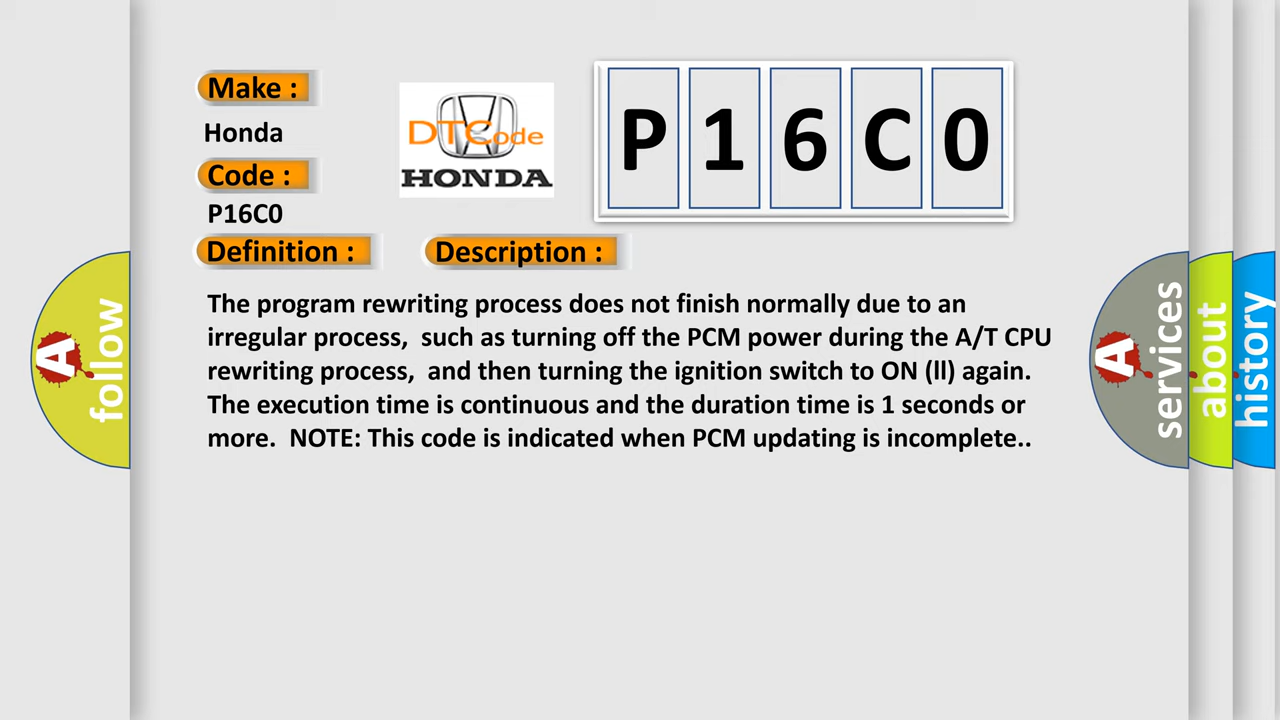 Make :
Honda
Code :
P16C0
DTCode
HONDA
P16C0
Definition :
Description :
The program rewriting process does not finish normally due to an
irregular process,  such as turning off the PCM power during the A/T CPU
rewriting process,  and then turning the ignition switch to ON (ll) again.
The execution time is continuous and the duration time is 1 seconds or
more.  NOTE: This code is indicated when PCM updating is incomplete..
A
follow
A
services
about
history